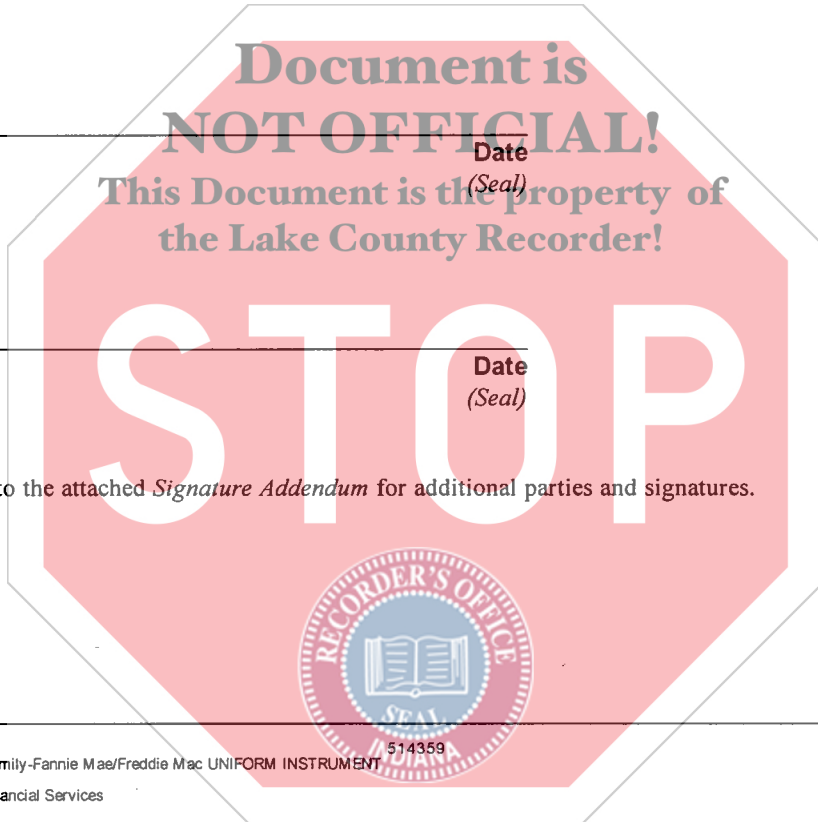 Document is
NOT OFFICIAL!
Date
This Document is the property of
(Seal)
the Lake County Recorder!
STOP
Date
(Seal)
to the attached Signature Addendum for additional parties and signatures.
RECORDER'S OFFICE
SEAL
INDIANA
514359
mily-Fannie Mae/Freddie Mac UNIFORM INSTRUMENT
ancial Services